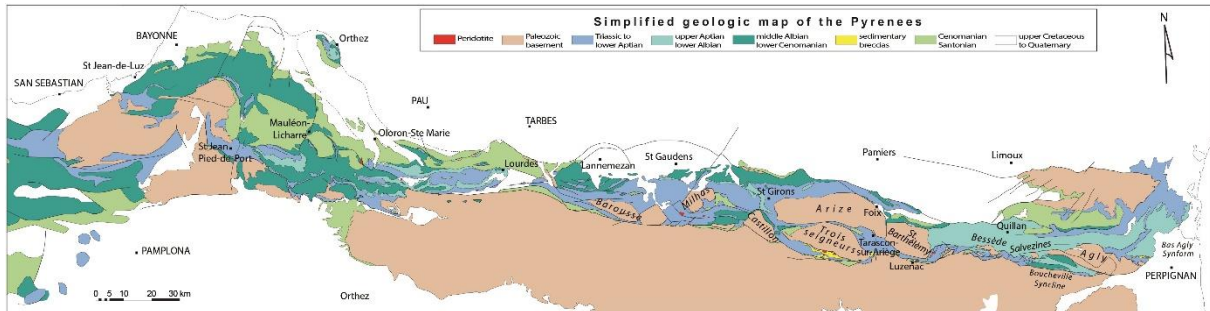 Simplified geologic map of the Pyrenees
Peridotite
Paleozoic
basement
Triassic to
lower Aptian
upper Aptian
lower Albian
middle Albian
lower Cenomanian
sedimentary
breccias
Cenomanian
Santonian
upper Cretaceous
to Quaternary
N
BAYONNE
Orthez
St Jean-de-Luz
SAN SEBASTIAN
PAU
TARBES
Mauléon-
Licharre
Oloron-Ste Marie
St Jean
Pied-de-Port
Lourdes
Lannemezan
St Gaudens
Pamiers
Limoux
St Girons
Milhas
Barousse
Castillon
Arize
Foix
Trois
seigneurs
St
Barthélémy
Tarascon-
sur-Ariège
Luzenac
Quillan
Bessède
Salvezines
Agly
Bas Agly
Synform
Boucheville
Syncline
PERPIGNAN
PAMPLONA
0 5 10 20 30 km
Orthez